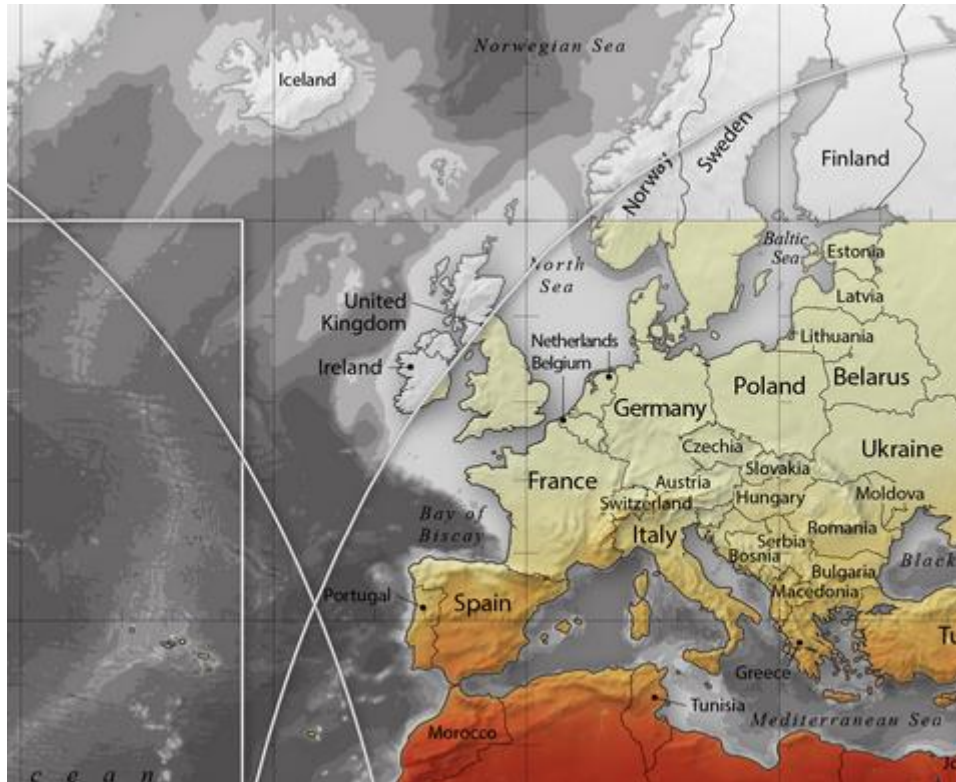 Norwegian Sea
Iceland
Norway
Sweden
Finland
Baltic
Sea
Estonia
North
Sea
Latvia
United
Kingdom
Lithuania
Netherlands
Belgium
Ireland
Poland
Belarus
Germany
Czechia
Ukraine
Slovakia
France
Austria
Switzerland
Hungary
Moldova
Bay of
Biscay
Italy
Romania
Serbia
Bosnia
Black
Bulgaria
Macedonia
Portugal
Spain
Tu
Greece
Tunisia
Mediterranean Sea
Morocco
c e a n